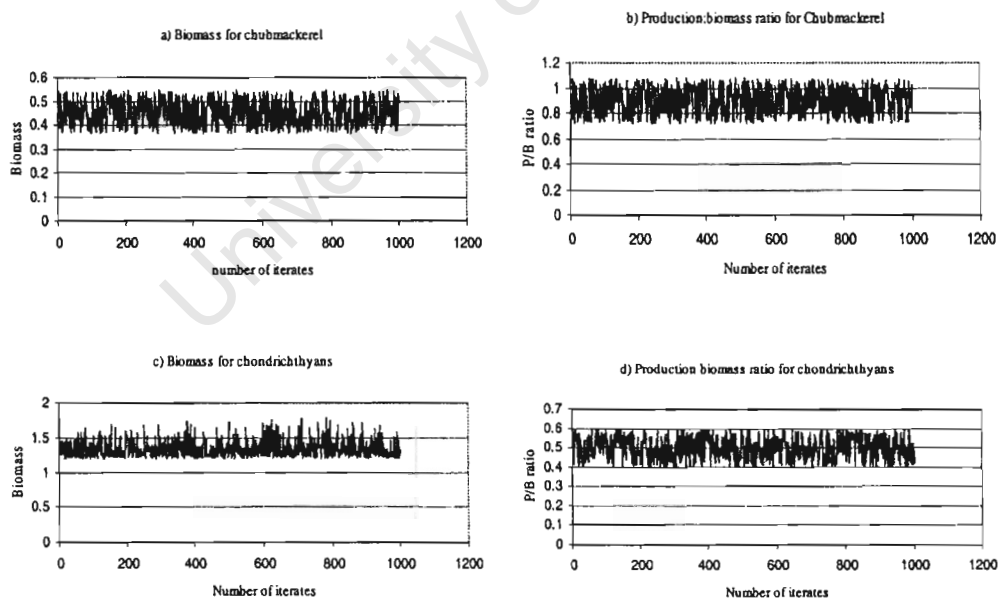 University o
a) Biomass for chubmackerel
Biomass
0.6
0.5
0.4
0.3
0.2
0.1
0
0 200 400 600 800 1000 1200
number of iterates
b) Production:biomass ratio for Chubmackerel
P/B ratio
1.2
1
0.8
0.6
0.4
0.2
0
0 200 400 600 800 1000 1200
Number of iterates
c) Biomass for chondrichthyans
Biomass
2
1.5
1
0.5
0
0 200 400 600 800 1000 1200
Number of iterates
d) Production biomass ratio for chondrichthyans
P/B ratio
0.7
0.6
0.5
0.4
0.3
0.2
0.1
0
0 200 400 600 800 1000 1200
Number of iterates